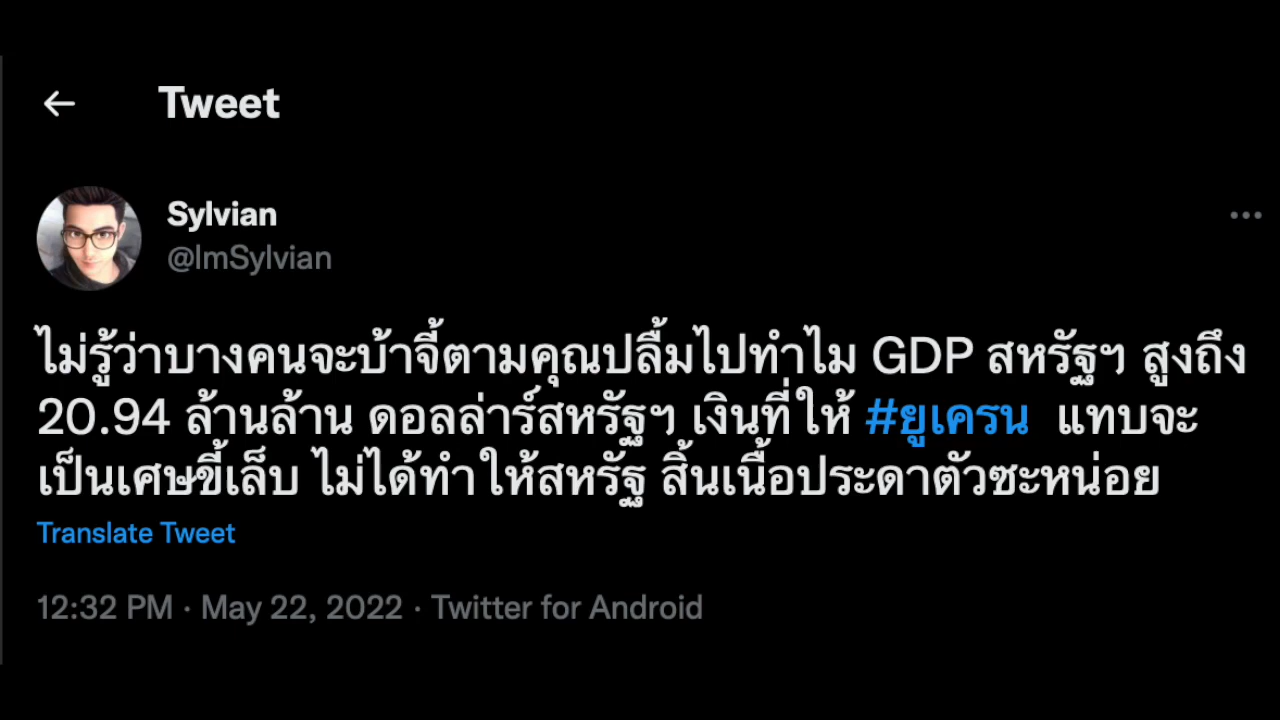 Tweet
Sylvian
@ImSylvian
ไม่รู้ว่าบางคนจะบ้าจี้ตามคุณปลื้มไปทำไม GDP สหรัฐฯ สูงถึง
20.94 ล้านล้าน ดอลล่าร์สหรัฐฯ เงินที่ให้ #ยูเครน แทบจะ
เป็นเศษขี้เล็บ ไม่ได้ทำให้สหรัฐ สิ้นเนื้อประดาตัวซะหน่อย
Translate Tweet
12:32 PM · May 22, 2022 · Twitter for Android